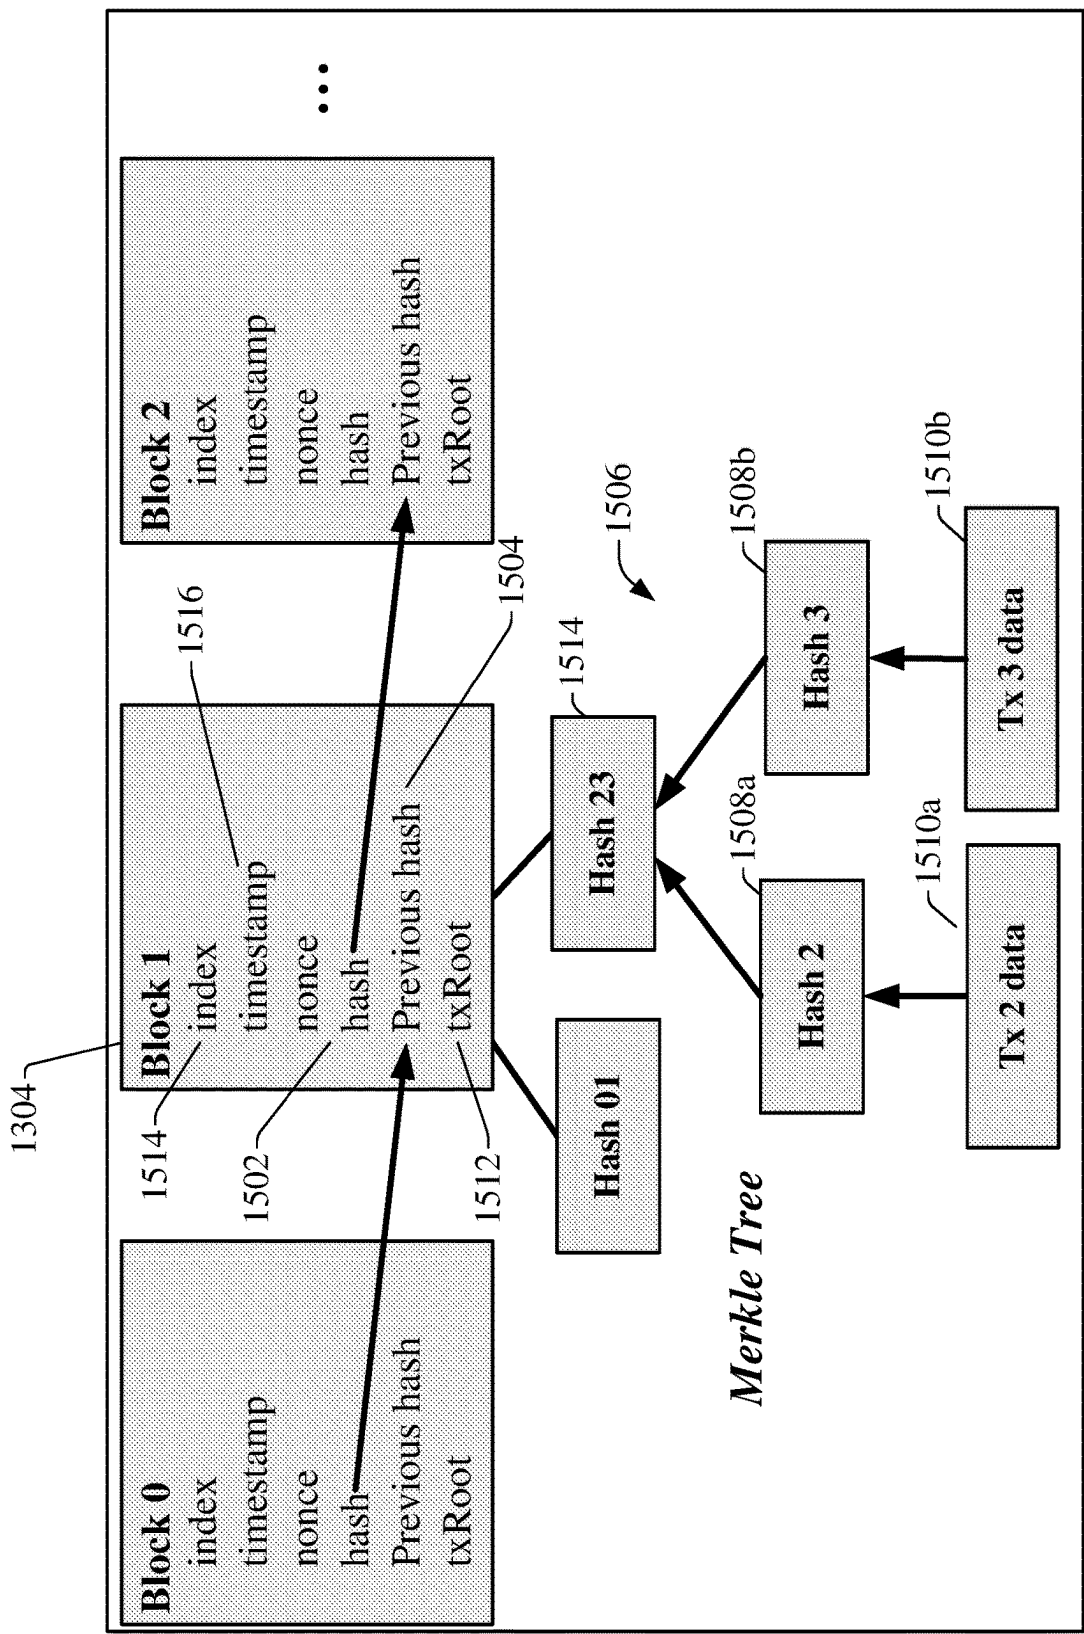 1304
Block 0
index
timestamp
nonce
hash
Previous hash
txRoot
1514
1502
1512
Block 1
index
timestamp
nonce
hash
Previous hash
txRoot
1516
1504
Block 2
index
timestamp
nonce
hash
Previous hash
txRoot
...
Hash 01
Hash 23
1514
1506
Merkle Tree
Hash 2
1508a
Hash 3
1508b
Tx 2 data
1510a
Tx 3 data
1510b